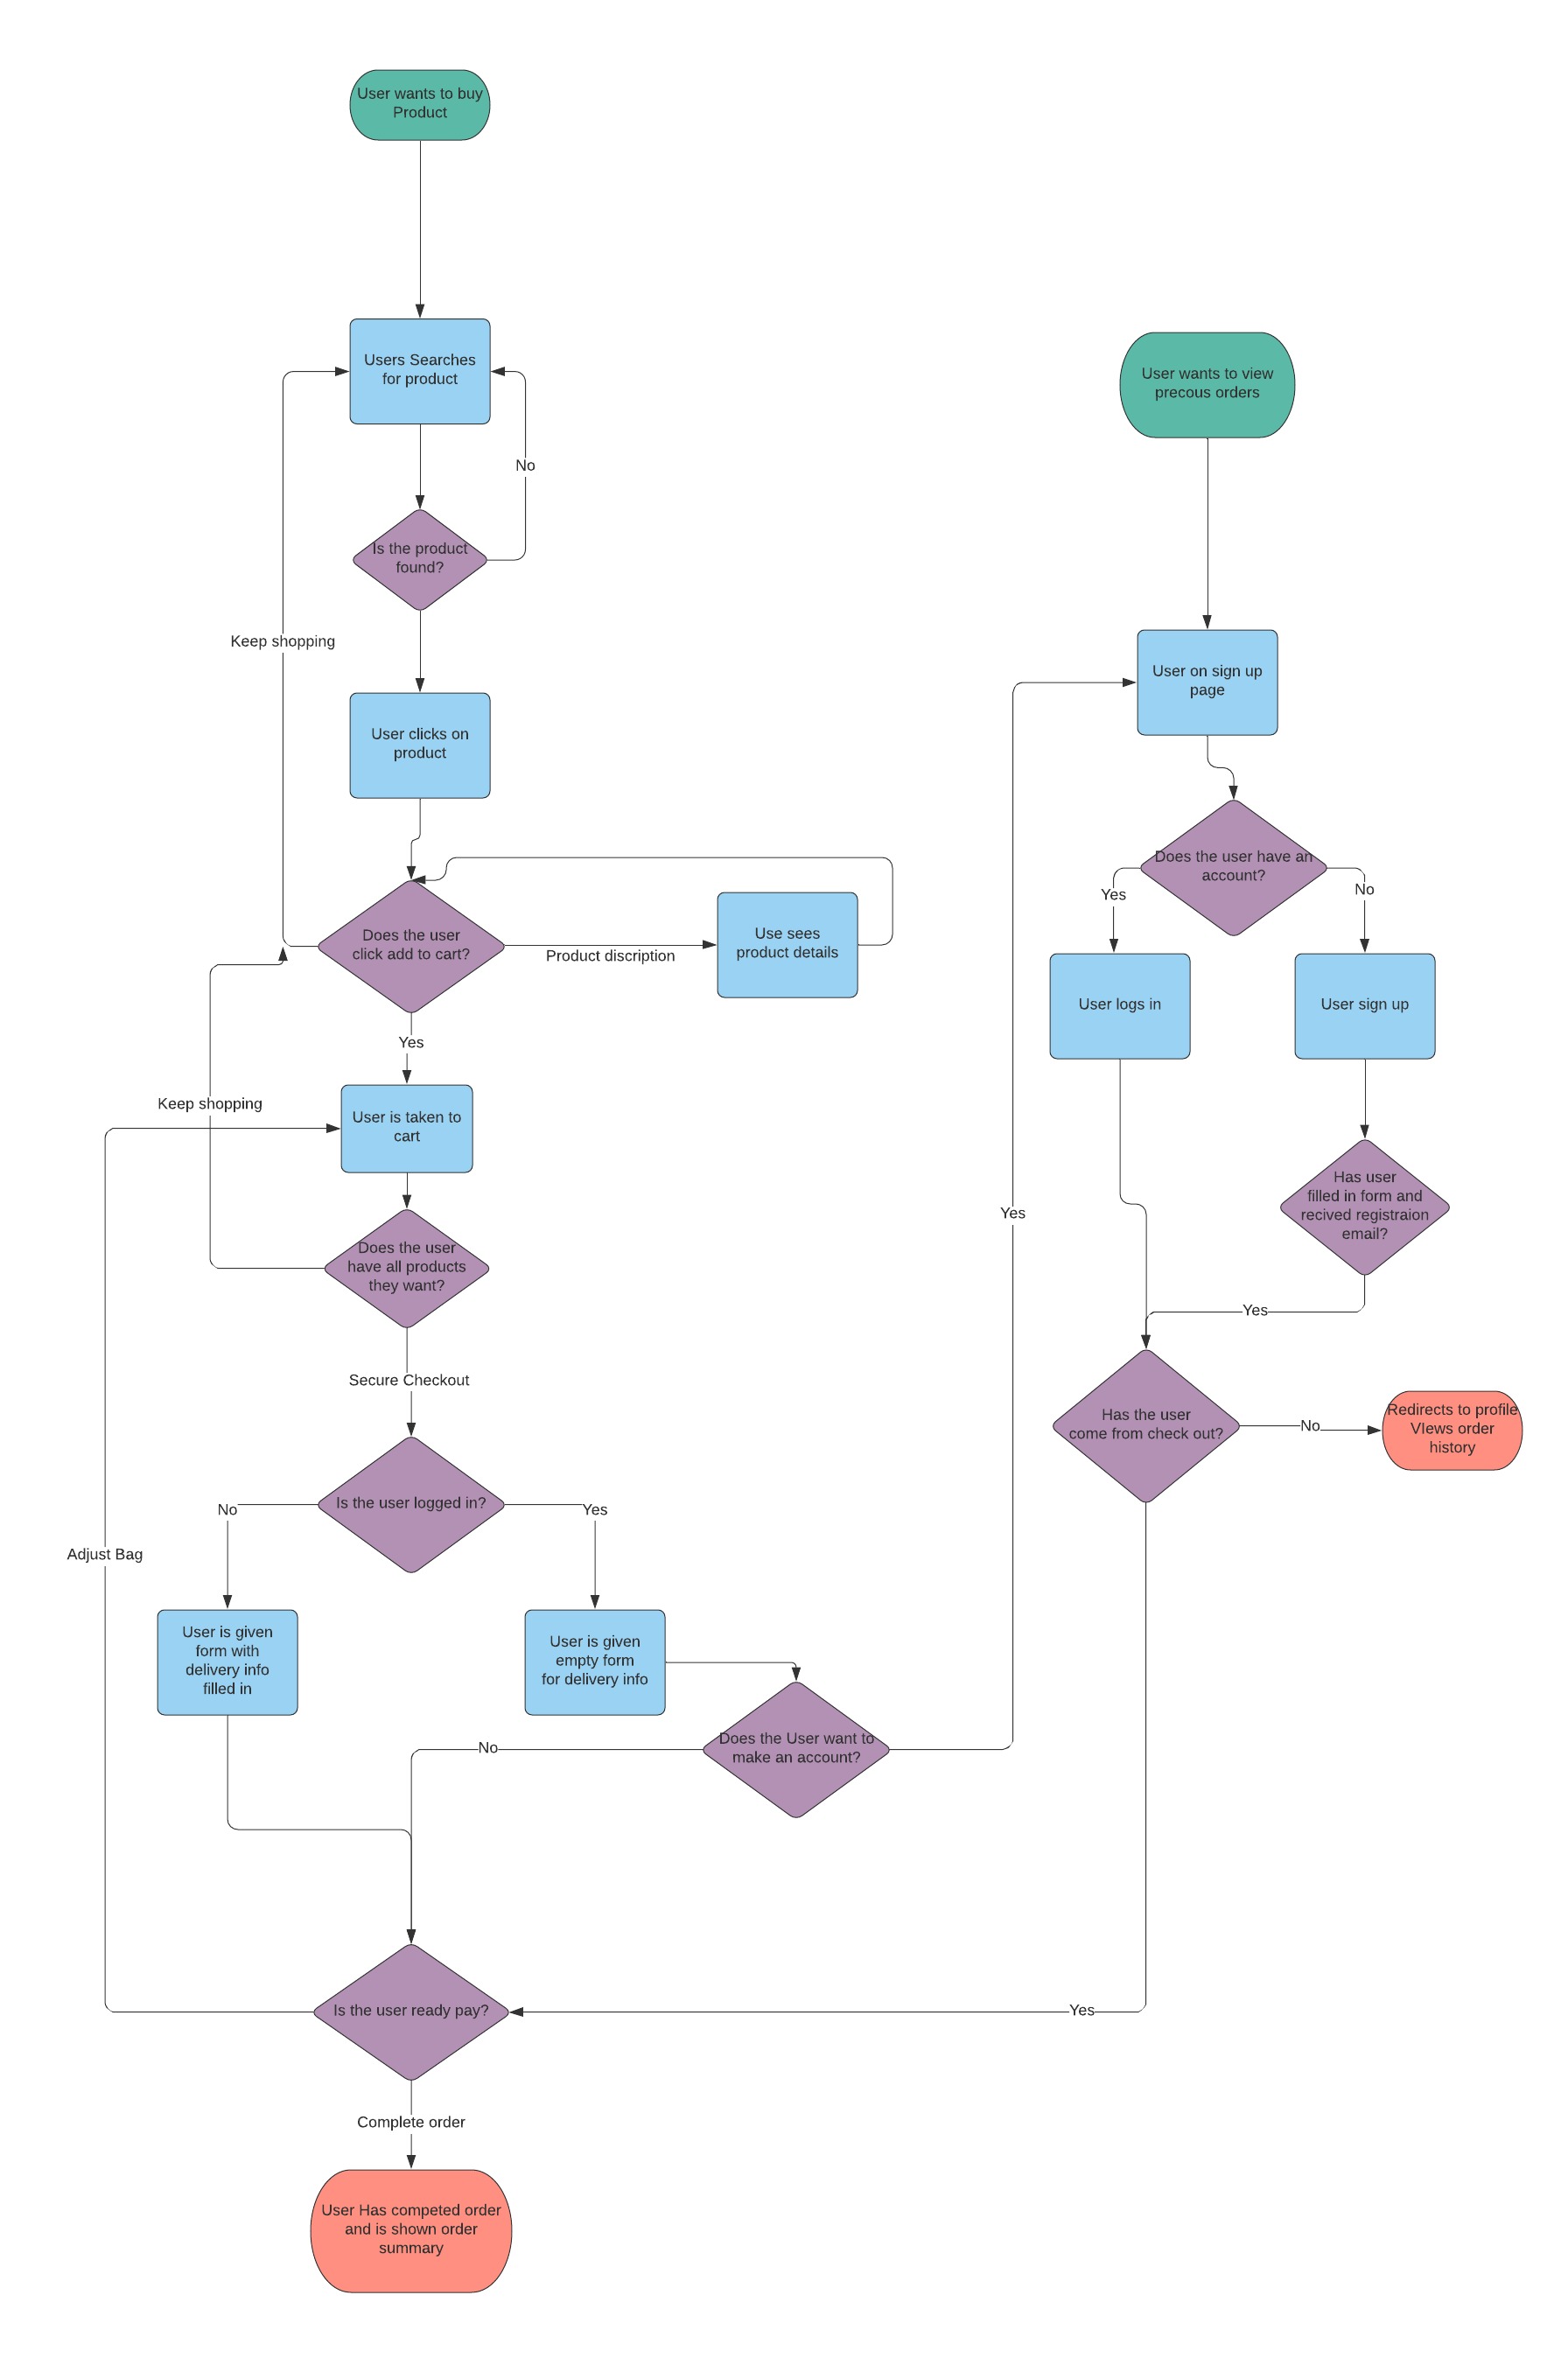 User wants to buy
Product
Users Searches
for product
No
Is the product
found?
Keep shopping
User clicks on
product
Does the user
click add to cart?
Product discription
Use sees
product details
Yes
Keep shopping
User is taken to
cart
Does the user
have all products
they want?
Secure Checkout
Is the user logged in?
No
Yes
Adjust Bag
User is given
form with
delivery info
filled in
User is given
empty form
for delivery info
Does the User want to
make an account?
No
Yes
Is the user ready pay?
Complete order
User Has competed order
and is shown order
summary
User wants to view
precous orders
User on sign up
page
Does the user have an
account?
Yes
No
User logs in
User sign up
Has user
filled in form and
recived registraion
email?
Yes
Has the user
come from check out?
No
Redirects to profile
VIews order
history
Yes